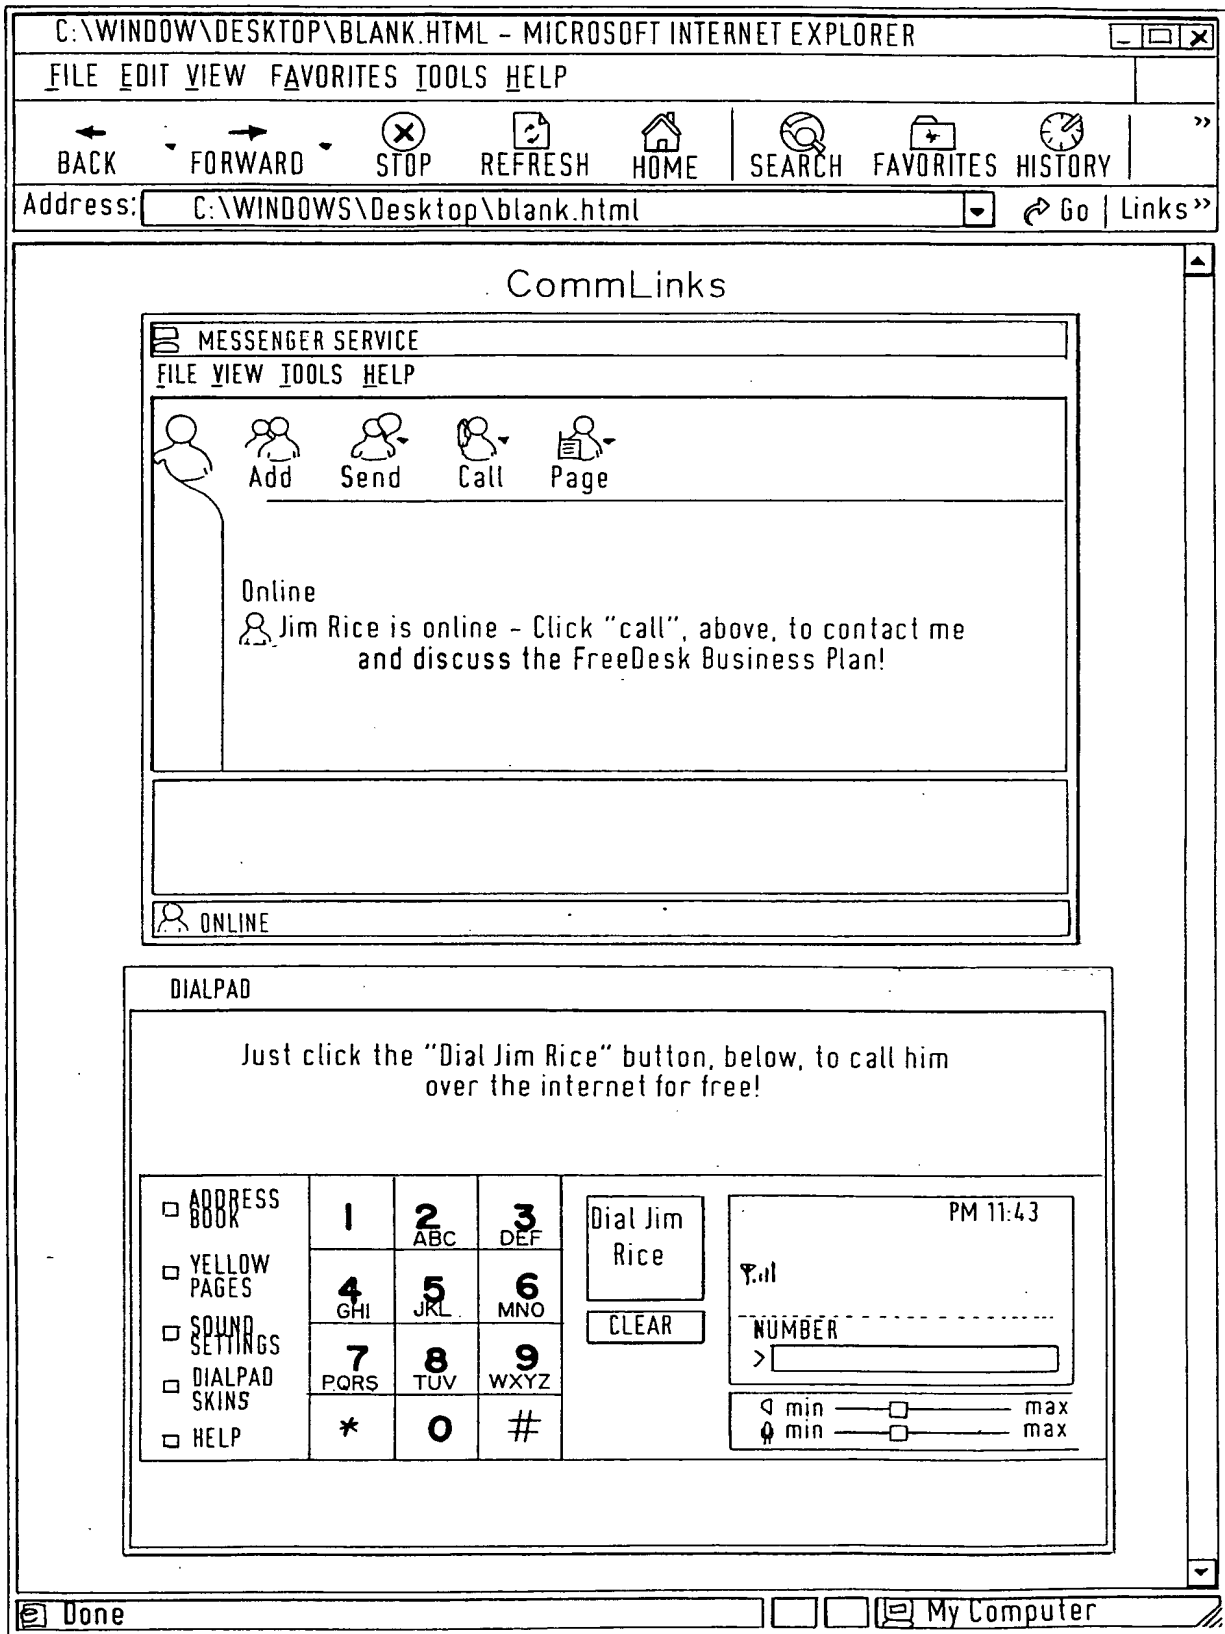 C:\WINDOW\DESKTOP\BLANK.HTML – MICROSOFT INTERNET EXPLORER
FILE EDIT VIEW FAVORITES TOOLS HELP
BACK FORWARD STOP REFRESH HOME SEARCH FAVORITES HISTORY »
Address: C:\WINDOWS\Desktop\blank.html Go Links »
CommLinks
MESSENGER SERVICE
FILE VIEW TOOLS HELP
Add Send Call Page
Online
Jim Rice is online – Click "call", above, to contact me
and discuss the FreeDesk Business Plan!
ONLINE
DIALPAD
Just click the "Dial Jim Rice" button, below, to call him
over the internet for free!
ADDRESS
BOOK
YELLOW
PAGES
SOUND
SETTINGS
DIALPAD
SKINS
HELP
1 2 3
ABC DEF
4 5 6
GHI JKL MNO
7 8 9
PQRS TUV WXYZ
* 0 #
Dial Jim
Rice
CLEAR
PM 11:43
NUMBER
>
min max
min max
Done My Computer